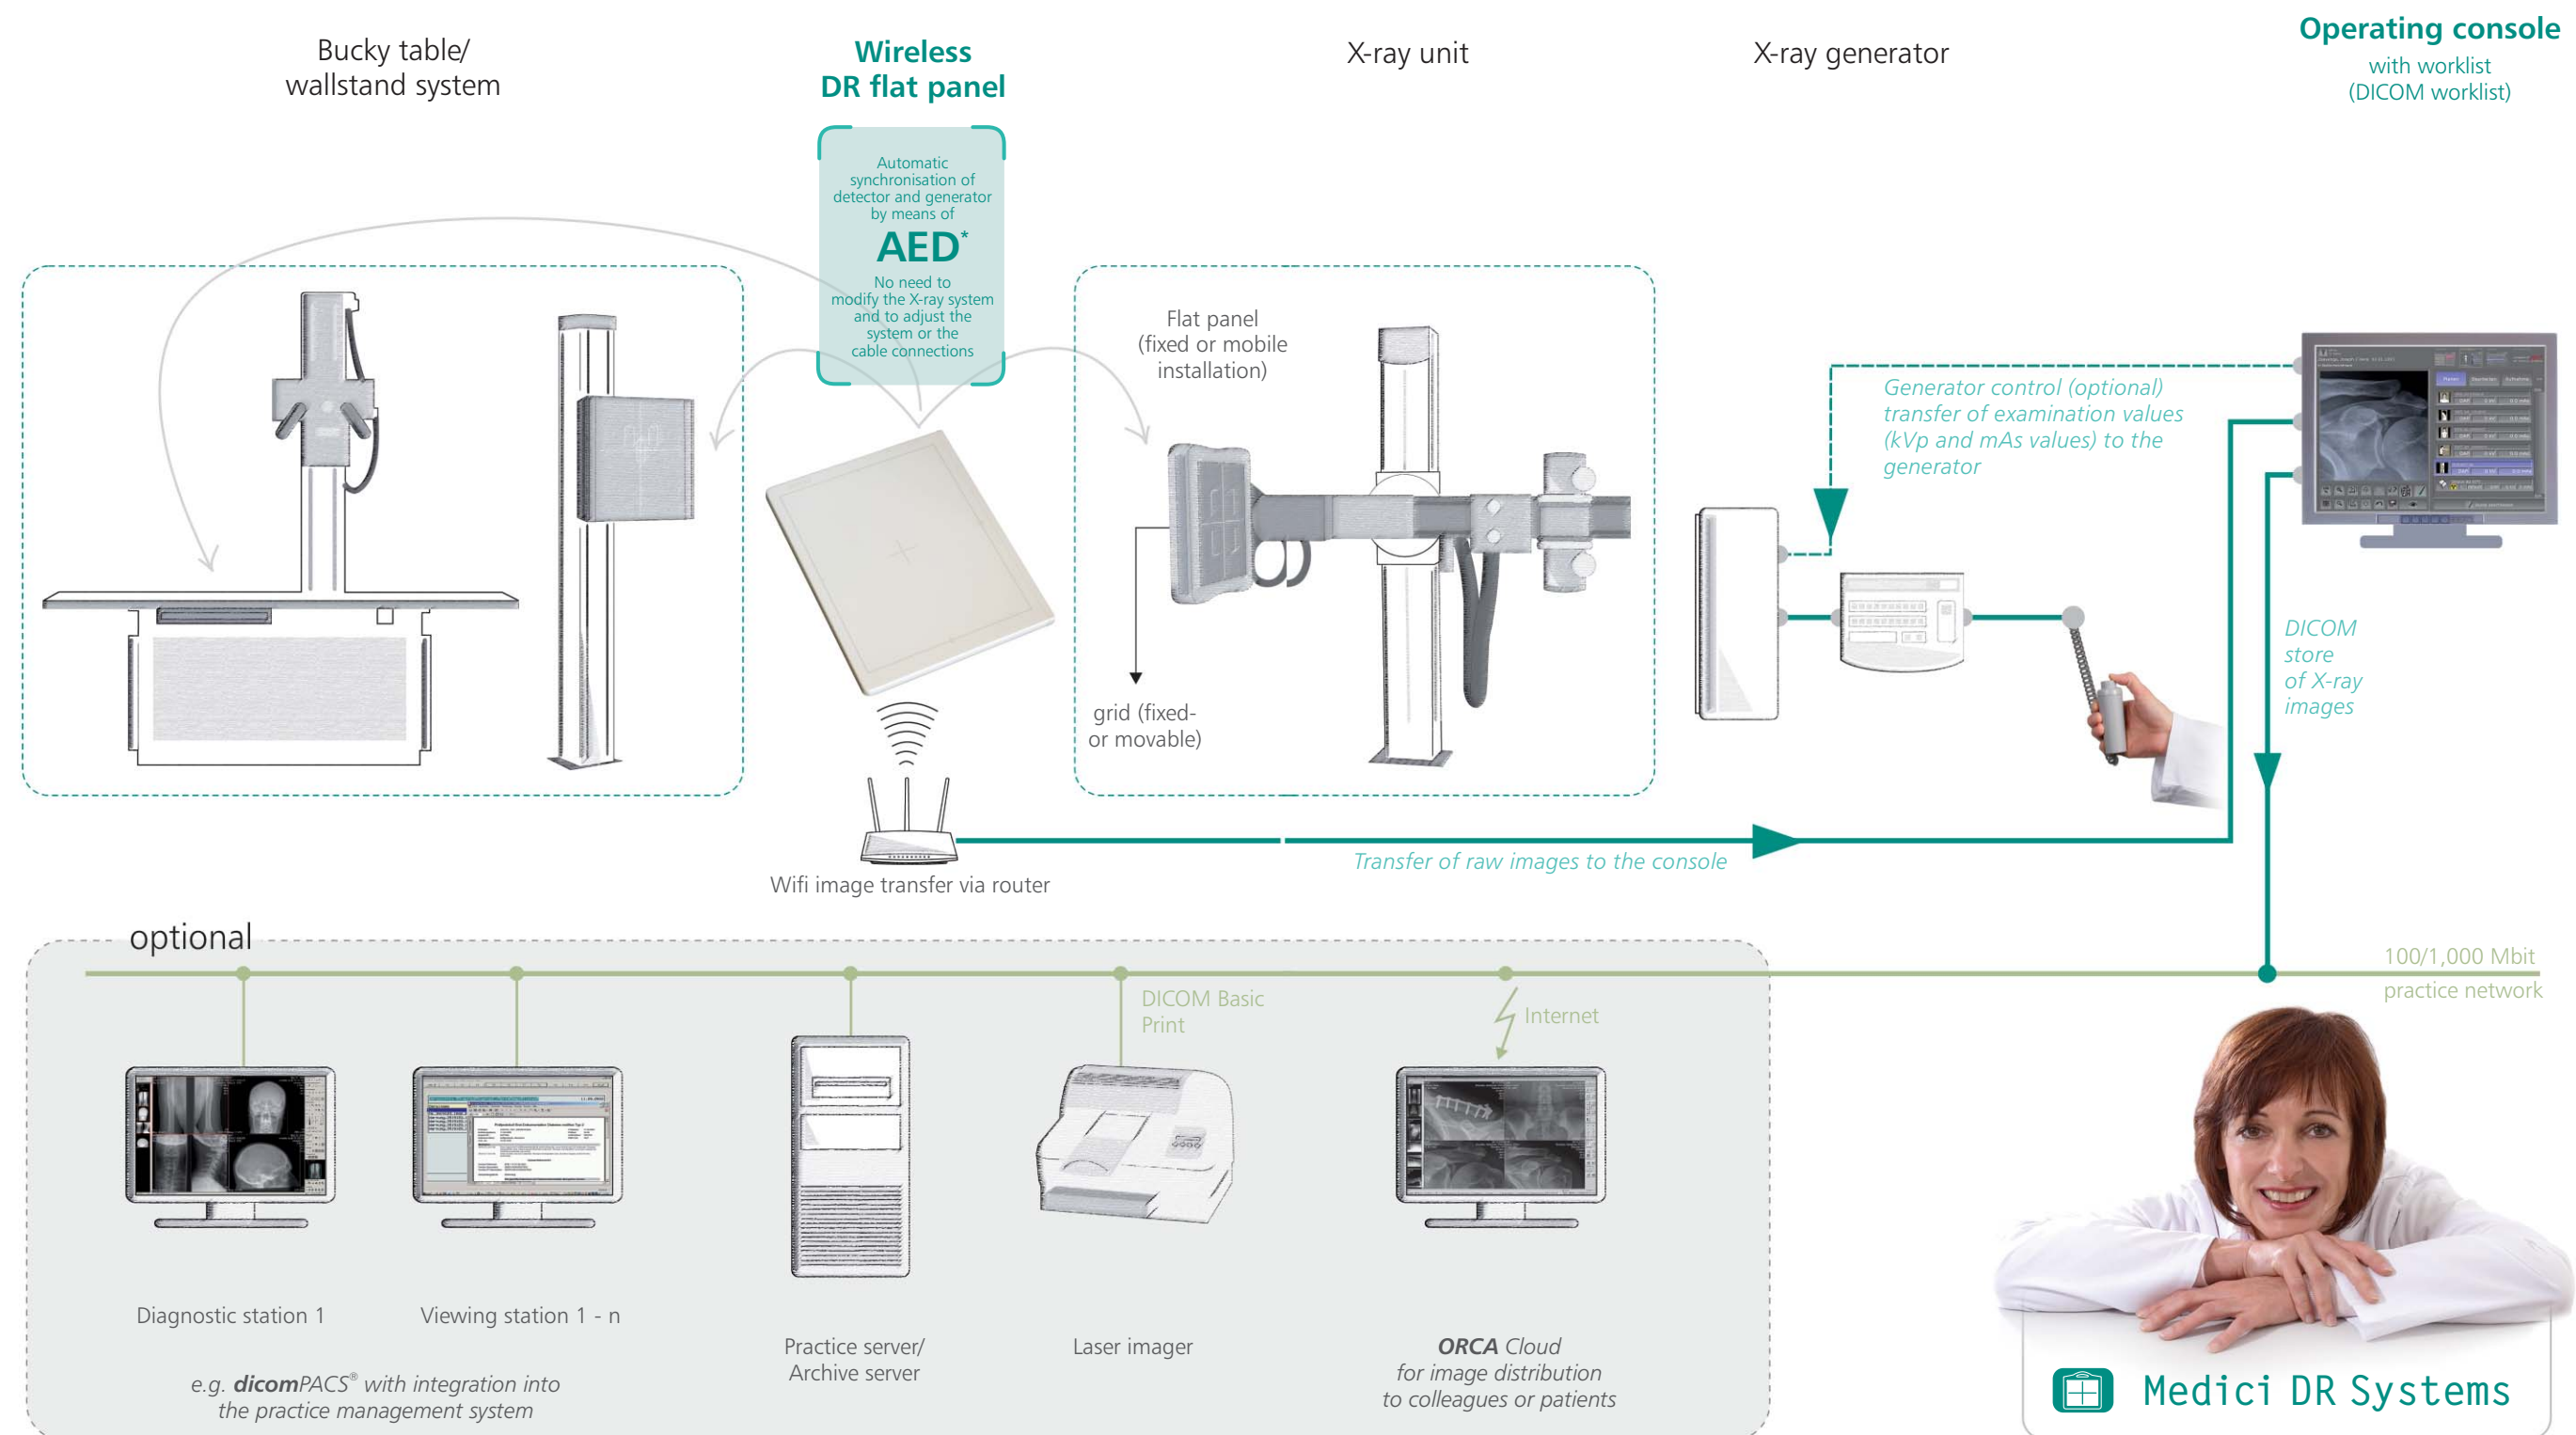 Bucky table/
wallstand system
Wireless
DR flat panel
X-ray unit
X-ray generator
Operating console
with worklist
(DICOM worklist)
Automatic
synchronisation of
detector and generator
by means of
AED*
No need to
modify the X-ray system
and to adjust the
system or the
cable connections
Flat panel
(fixed or mobile
installation)
grid (fixed-
or movable)
Generator control (optional)
transfer of examination values
(kVp and mAs values) to the
generator
DICOM
store
of X-ray
images
Wifi image transfer via router
Transfer of raw images to the console
optional
100/1,000 Mbit
practice network
DICOM Basic
Print
Internet
Diagnostic station 1
Viewing station 1 - n
e.g. dicomPACS® with integration into
the practice management system
Practice server/
Archive server
Laser imager
ORCA Cloud
for image distribution
to colleagues or patients
Medici DR Systems